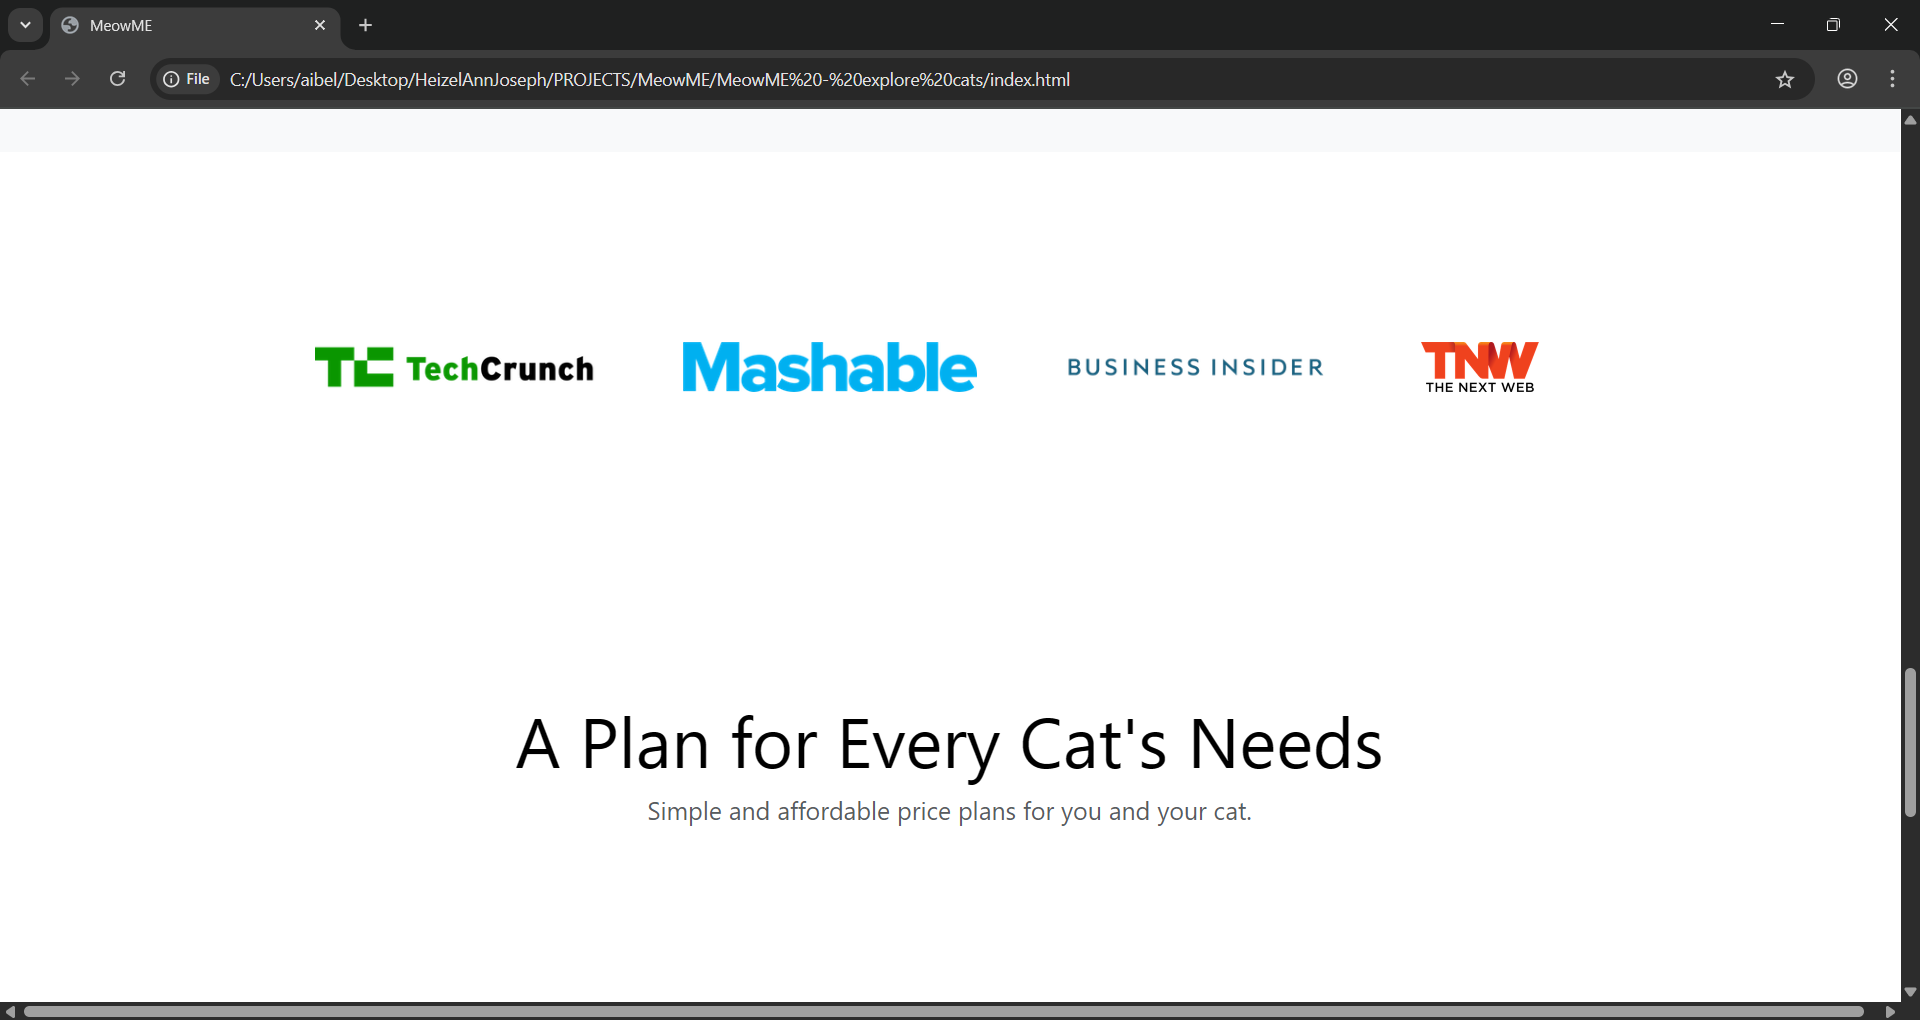 MeowME
File
C:/Users/aibel/Desktop/HeizelAnnJoseph/PROJECTS/MeowME/MeowME%20-%20explore%20cats/index.html
TC TechCrunch
Mashable
BUSINESS INSIDER
TNW
THE NEXT WEB
A Plan for Every Cat's Needs
Simple and affordable price plans for you and your cat.